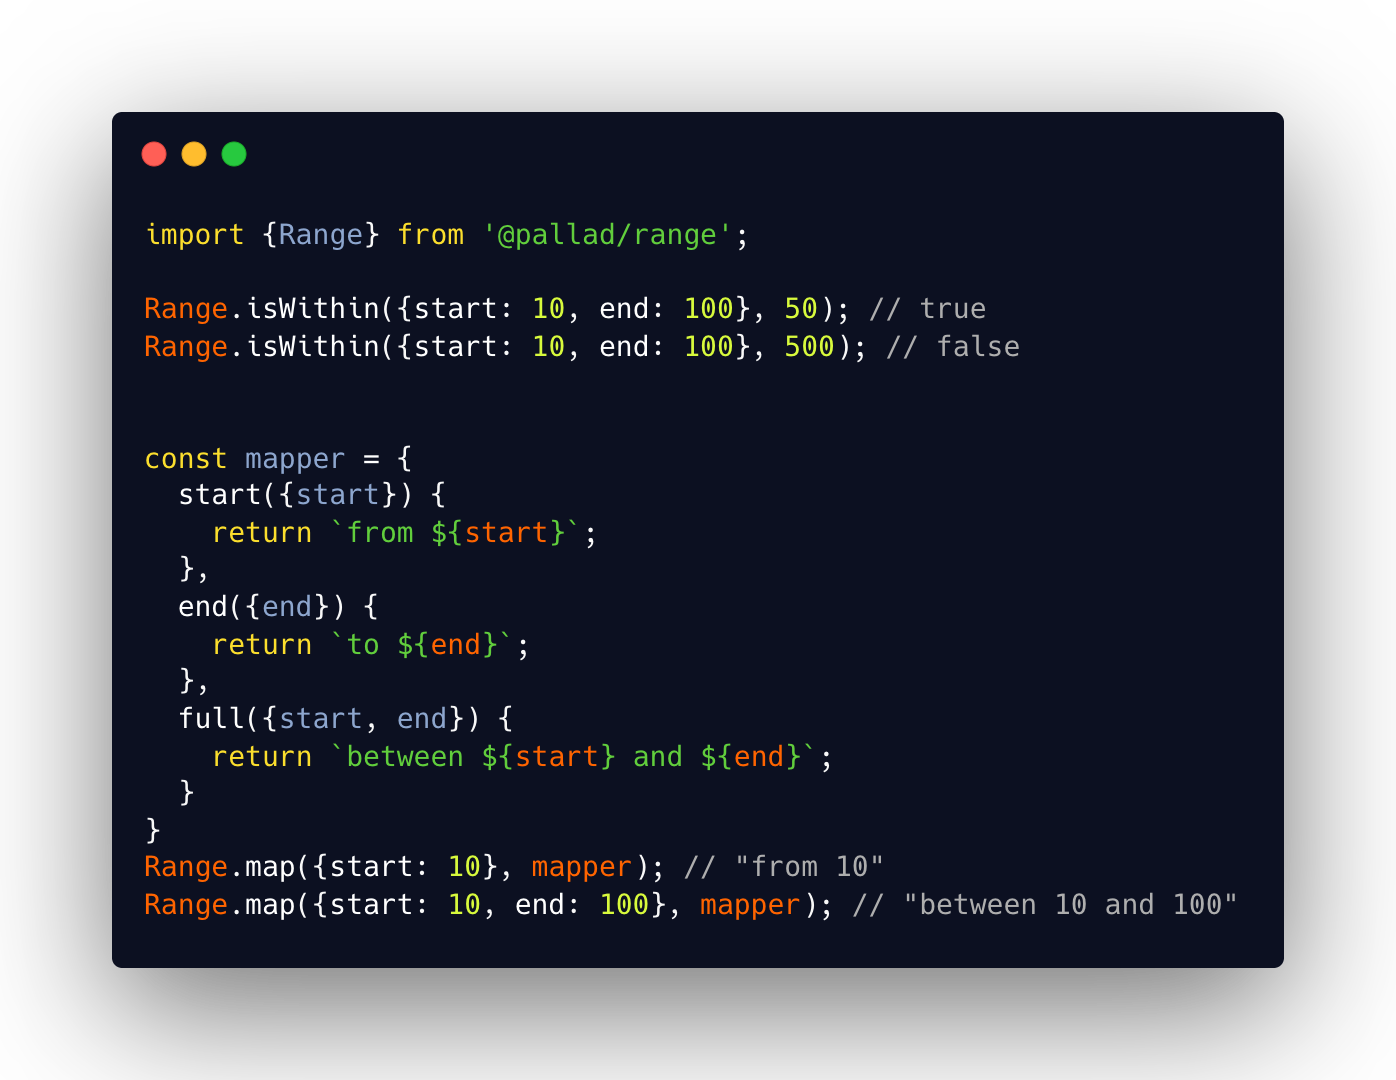 import {Range} from '@pallad/range';
Range.isWithin({start: 10, end: 100}, 50); // true
Range.isWithin({start: 10, end: 100}, 500); // false
const mapper = {
  start({start}) {
    return `from ${start}`;
  },
  end({end}) {
    return `to ${end}`;
  },
  full({start, end}) {
    return `between ${start} and ${end}`;
  }
}
Range.map({start: 10}, mapper); // "from 10"
Range.map({start: 10, end: 100}, mapper); // "between 10 and 100"